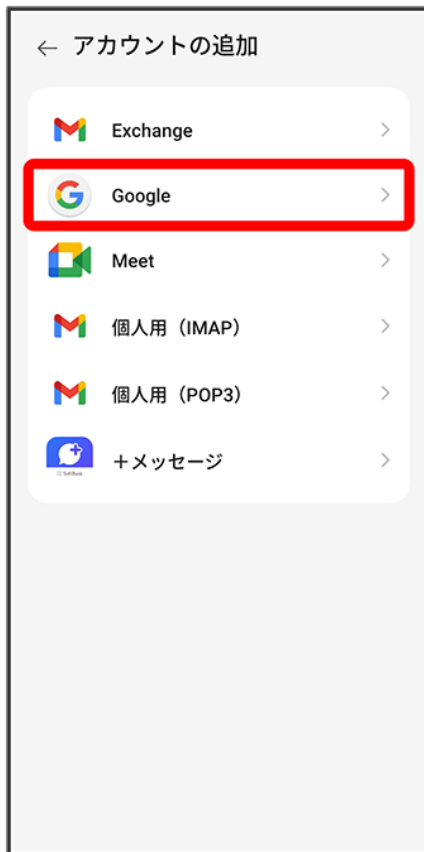 ← アカウントの追加
Exchange
Google
Meet
個人用（IMAP）
個人用（POP3）
＋メッセージ
SoftBank